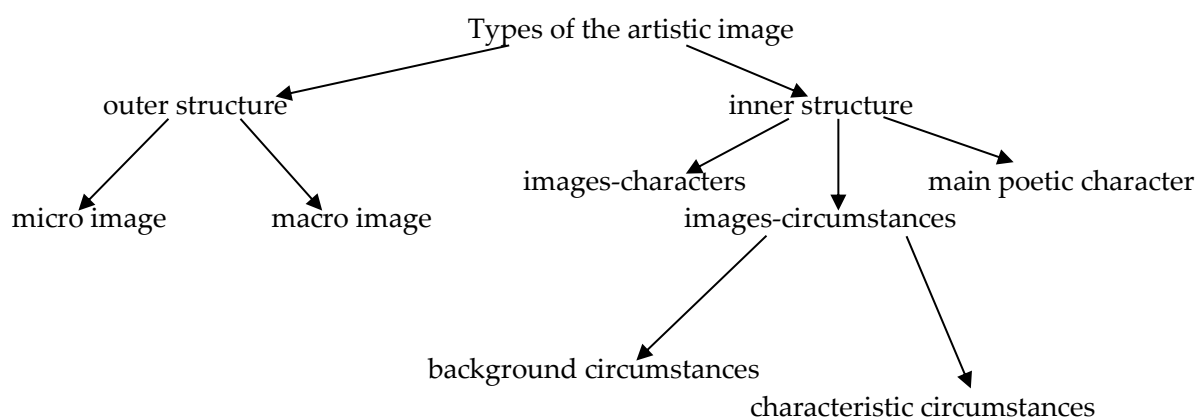 Types of the artistic image
outer structure
inner structure
images-characters
main poetic character
micro image
macro image
images-circumstances
background circumstances
characteristic circumstances